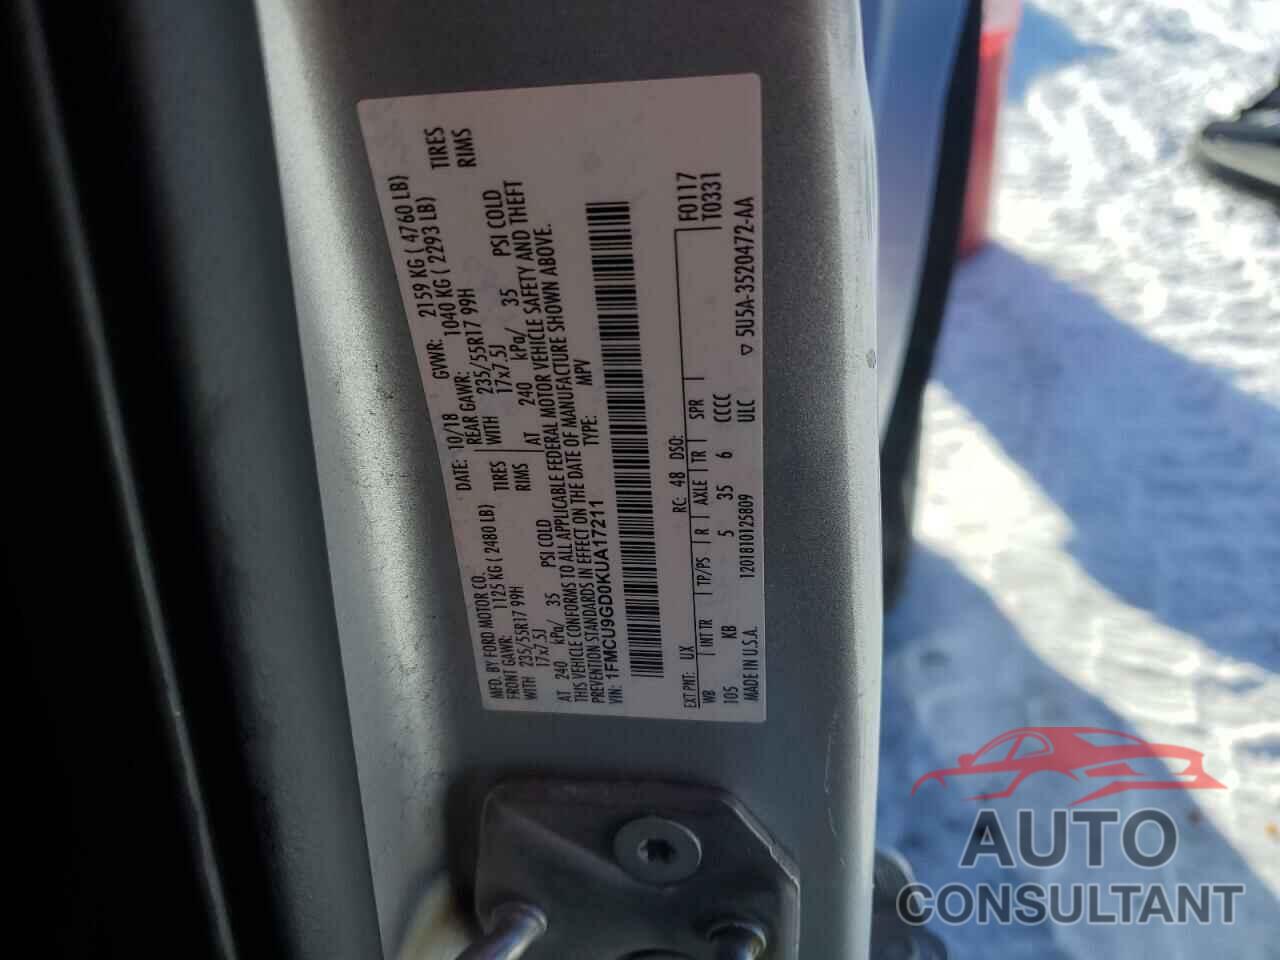 MFD. BY FORD MOTOR CO. DATE: 10/18 GVWR: 2159 KG ( 4760 LB)
FRONT GAWR: 1125 KG ( 2480 LB) REAR GAWR: 1040 KG ( 2293 LB)
WITH 235/55R17 99H TIRES WITH 235/55R17 99H TIRES
17x7.5J RIMS 17x7.5J RIMS
AT 240 kPa/ 35 PSI COLD AT 240 kPa/ 35 PSI COLD
THIS VEHICLE CONFORMS TO ALL APPLICABLE FEDERAL MOTOR VEHICLE SAFETY AND THEFT
PREVENTION STANDARDS IN EFFECT ON THE DATE OF MANUFACTURE SHOWN ABOVE.
VIN: 1FMCU9GD0KUA17211 TYPE: MPV
EXT PNT: UX RC: 48 DSO: F0117
WB INT TR TP/PS R AXLE TR SPR T0331
105 KB 5 35 6 CCCC
MADE IN U.S.A. 1201810125809 ULC 5U5A-3520472-AA
AUTO
CONSULTANT